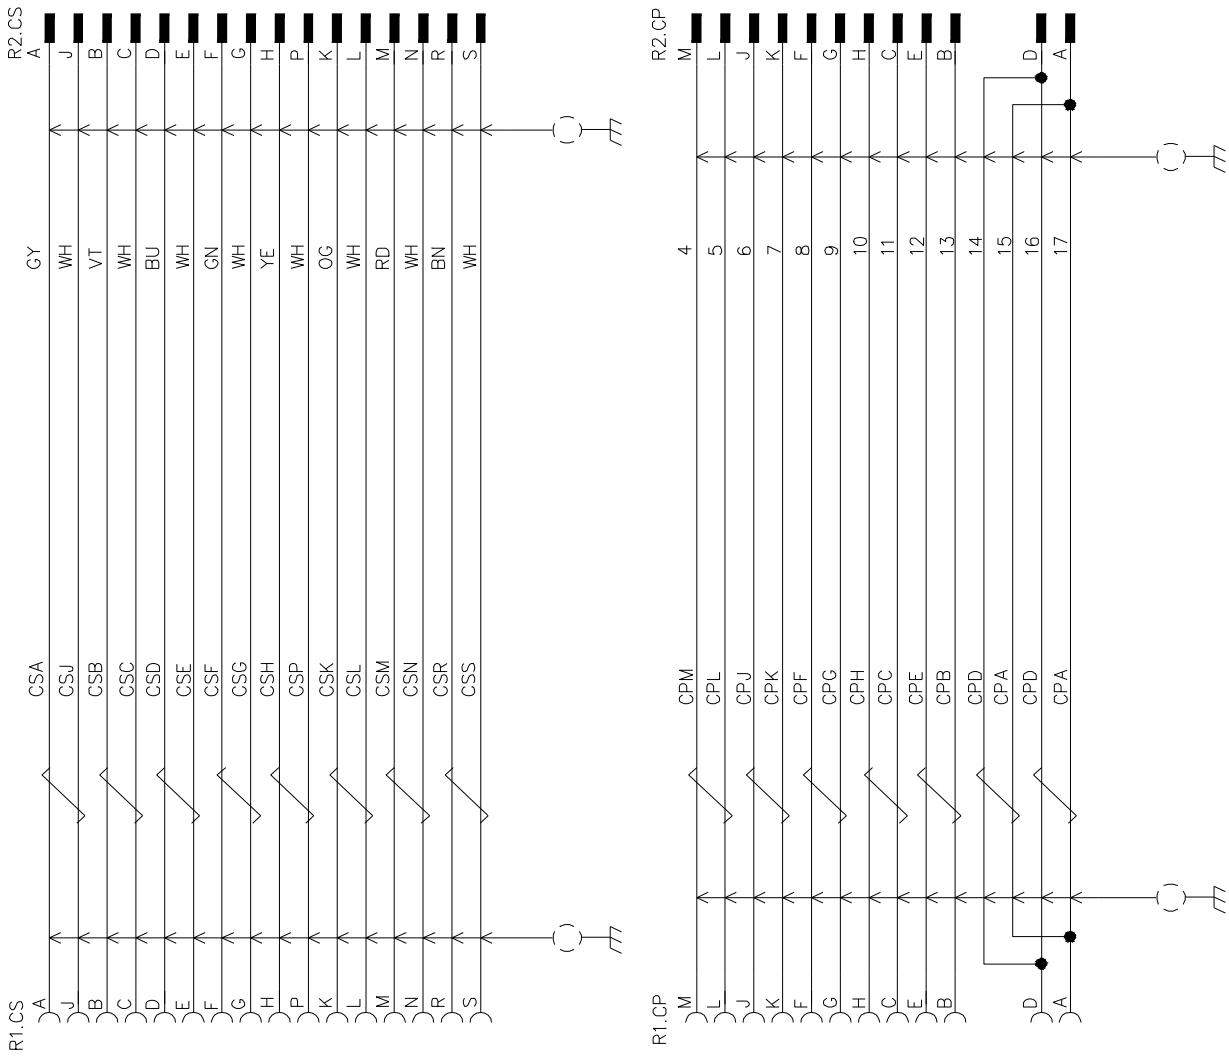 R2.CS
A J B C D E F G H P K L M N R S
GY WH VT WH BU WH GN WH YE WH OG WH RD WH BN WH
CSA CSJ CSB CSC CSD CSE CSF CSG CSH CSP CSK CSL CSM CSN CSR CSS
A J B C D E F G H P K L M N R S
R1.CS
R2.CP
M L J K F G H C E B D A
4 5 6 7 8 9 10 11 12 13 14 15 16 17
CPM CPL CPJ CPK CPF CPG CPH CPC CPE CPB CPD CPA CPD CPA
M L J K F G H C E B D A
R1.CP